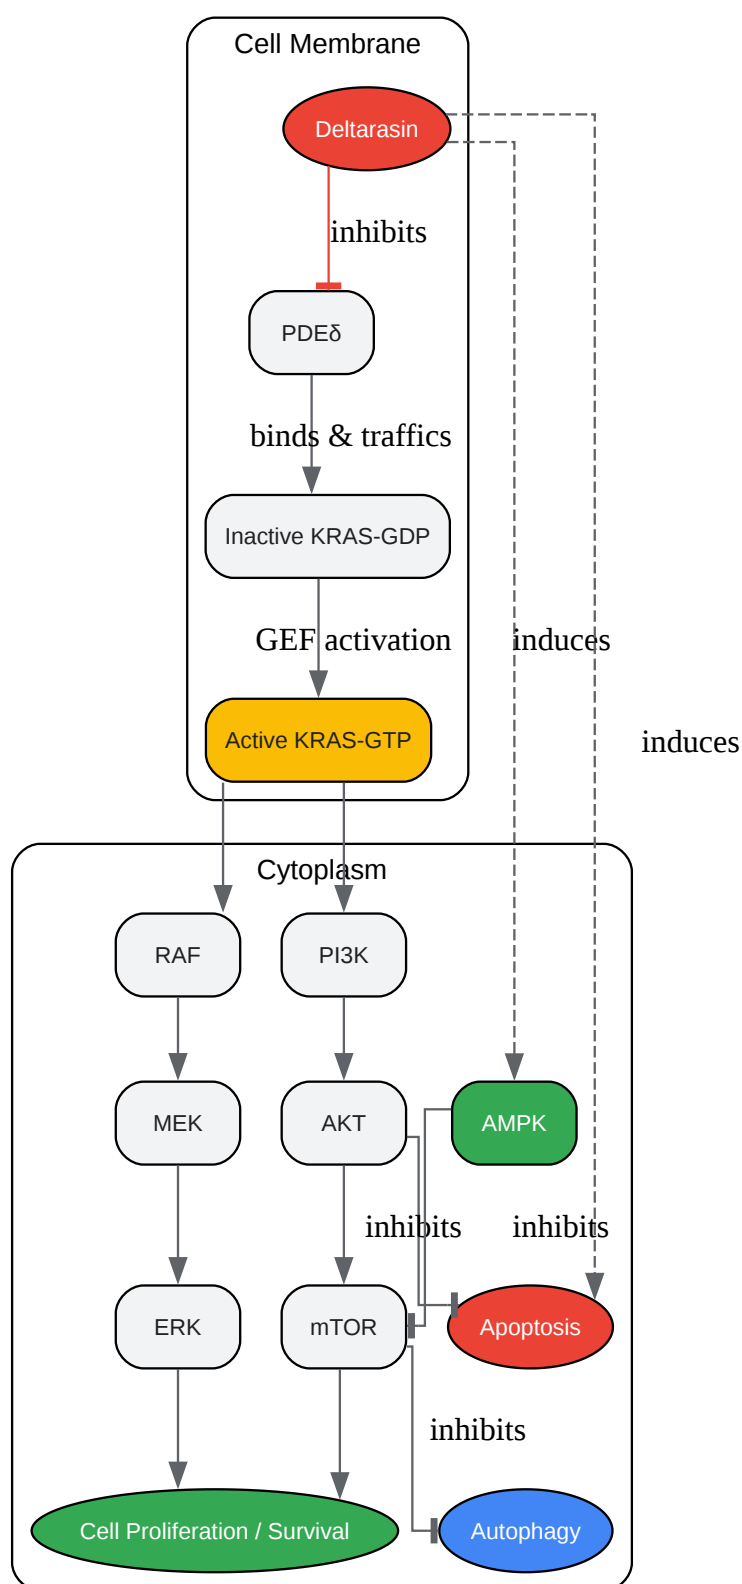 Cell Membrane
Deltarasin
inhibits
PDEδ
binds & traffics
Inactive KRAS-GDP
GEF activation
induces
Active KRAS-GTP
induces
Cytoplasm
RAF
PI3K
MEK
AKT
AMPK
inhibits
inhibits
ERK
mTOR
Apoptosis
inhibits
Cell Proliferation / Survival
Autophagy